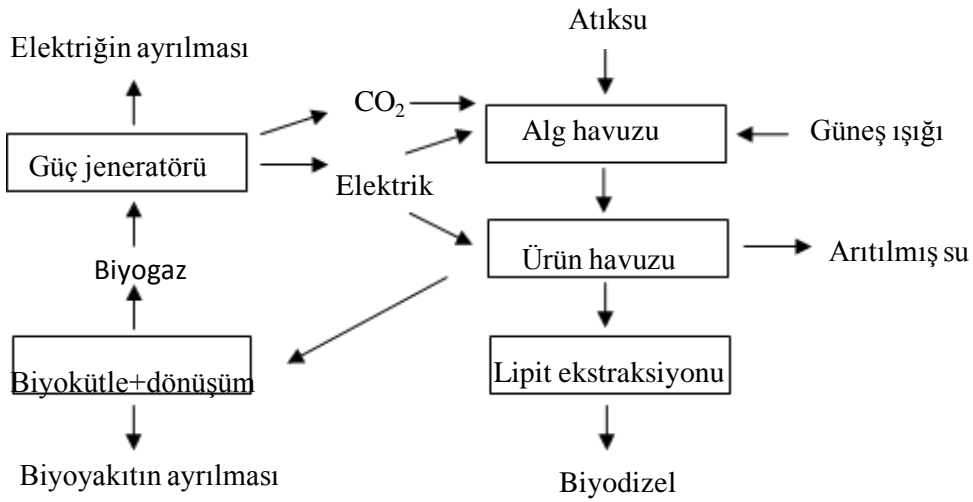 Atıksu
Elektriğin ayrılması
CO₂
Alg havuzu
Güneş ışığı
Güç jeneratörü
Elektrik
Ürün havuzu
Arıtılmış su
Biyogaz
Biyokütle+dönüşüm
Lipit ekstraksiyonu
Biyoyakıtın ayrılması
Biyodizel